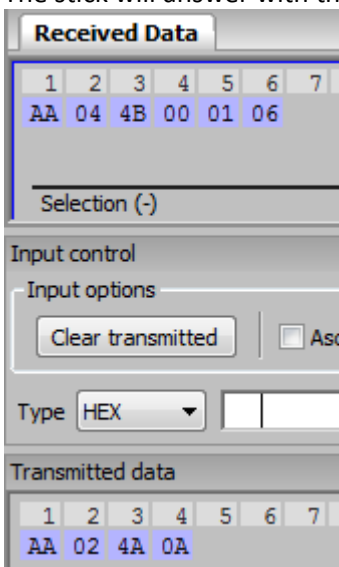 The stick will answer with th
Received Data
1 2 3 4 5 6 7
AA 04 4B 00 01 06
Selection (-)
Input control
Input options
Clear transmitted Asc
Type HEX
Transmitted data
1 2 3 4 5 6 7
AA 02 4A 0A